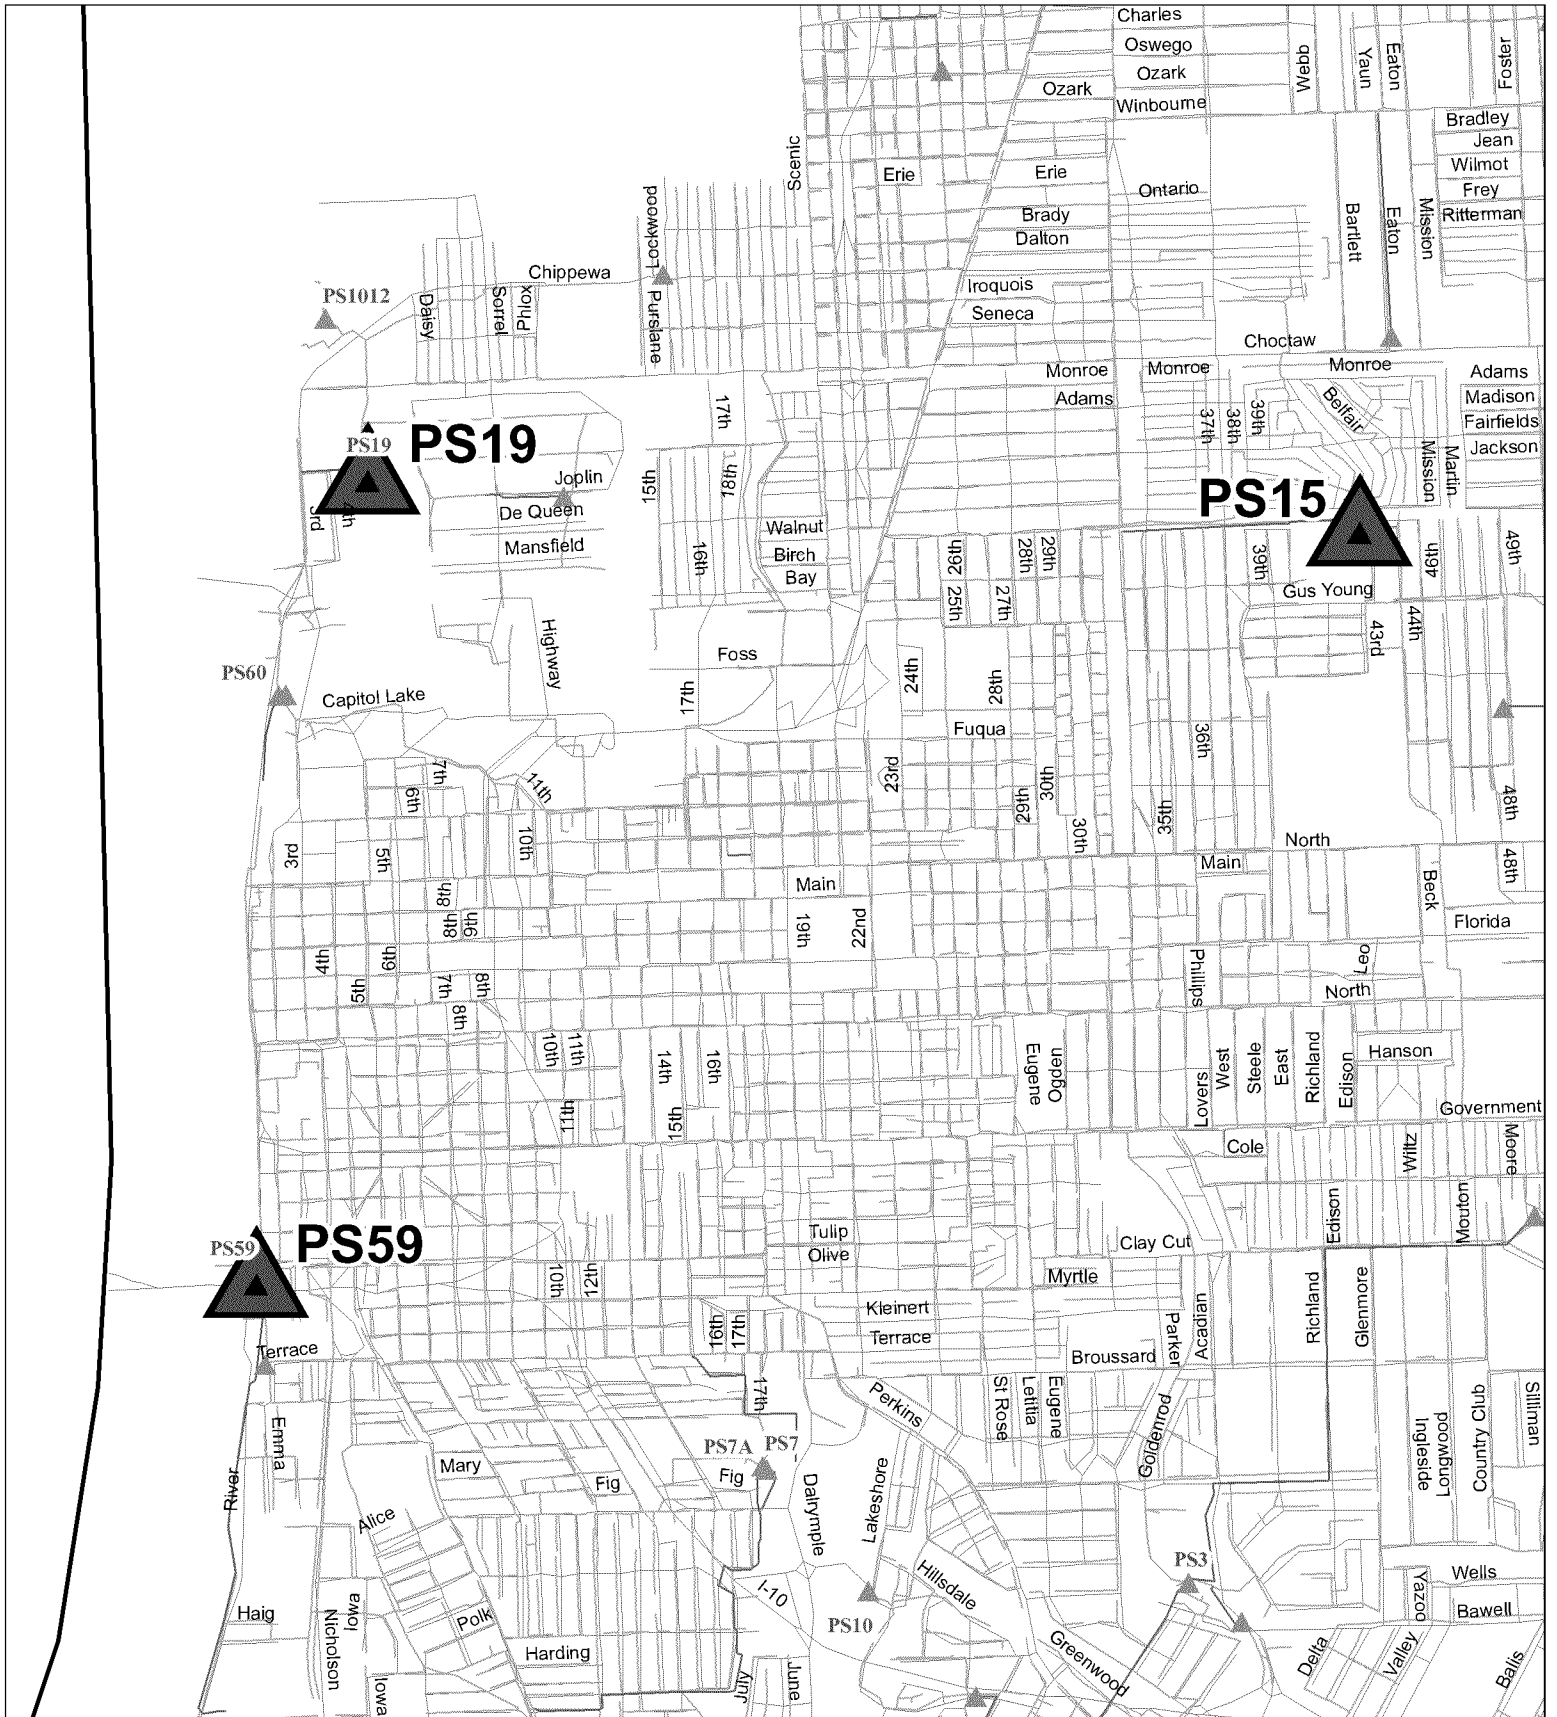 Charles
Oswego
Ozark
Ozark
Winbourne
Webb
Yaun
Eaton
Foster
Bradley
Jean
Wilmot
Frey
Ritterman
Scenic
Erie
Erie
Ontario
Brady
Dalton
Bartlett
Eaton
Mission
Lockwood
Chippewa
Iroquois
Seneca
PS1012
Daisy
Sorrel
Phlox
Purslane
Choctaw
Monroe
Monroe
Monroe
Adams
Adams
Madison
Fairfields
Jackson
17th
37th
38th
39th
Belfair
Mission
Martin
PS19
PS19
Joplin
15th
18th
PS15
De Queen
Mansfield
3rd
Walnut
Birch
Bay
16th
26th
28th
29th
39th
46th
49th
25th
27th
Gus Young
43rd
44th
Highway
Foss
PS60
Capitol Lake
17th
24th
28th
Fuqua
36th
7th
6th
11th
23rd
29th
30th
35th
48th
3rd
5th
10th
30th
North
Main
48th
8th
Main
Beck
8th
9th
19th
22nd
Florida
4th
6th
5th
7th
8th
8th
Phillips
Leo
North
10th
11th
14th
16th
Eugene
Ogden
Lovers
West
Steele
East
Richland
Edison
Hanson
11th
15th
Government
Cole
Wiltz
Moore
Tulip
Olive
Clay Cut
Edison
Mouton
PS59
PS59
10th
12th
Myrtle
Kleinert
Terrace
16th
17th
Parker
Acadian
Richland
Glenmore
Terrace
Broussard
17th
Perkins
St Rose
Letitia
Eugene
Goldenrod
Ingleside
Longwood
Country Club
Silliman
Emma
River
Mary
PS7A
PS7
Fig
Fig
Dalrymple
Lakeshore
Alice
I-10
Hillsdale
PS3
PS10
Wells
Yazoo
Bawell
Haig
Nicholson
Iowa
Polk
Harding
Iowa
July
June
Greenwood
Delta
Valley
Balis